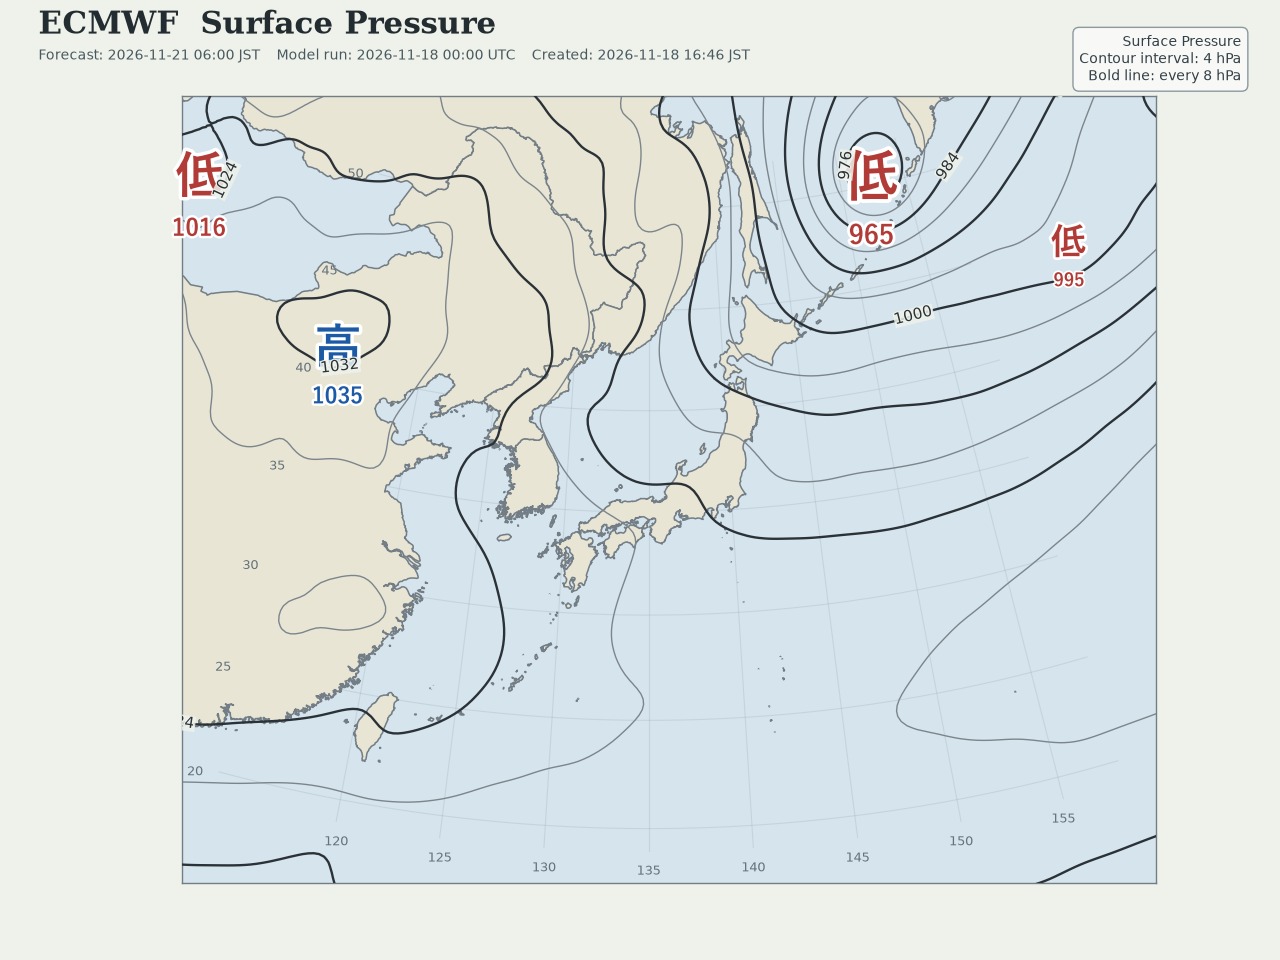 ECMWF  Surface Pressure
Forecast: 2026-11-21 06:00 JST    Model run: 2026-11-18 00:00 UTC    Created: 2026-11-18 16:46 JST
Surface Pressure
Contour interval: 4 hPa
Bold line: every 8 hPa
低
1016
1024
50
976
低
965
984
低
995
45
1000
高
40
1032
1035
35
30
25
20
120
125
130
135
140
145
150
155